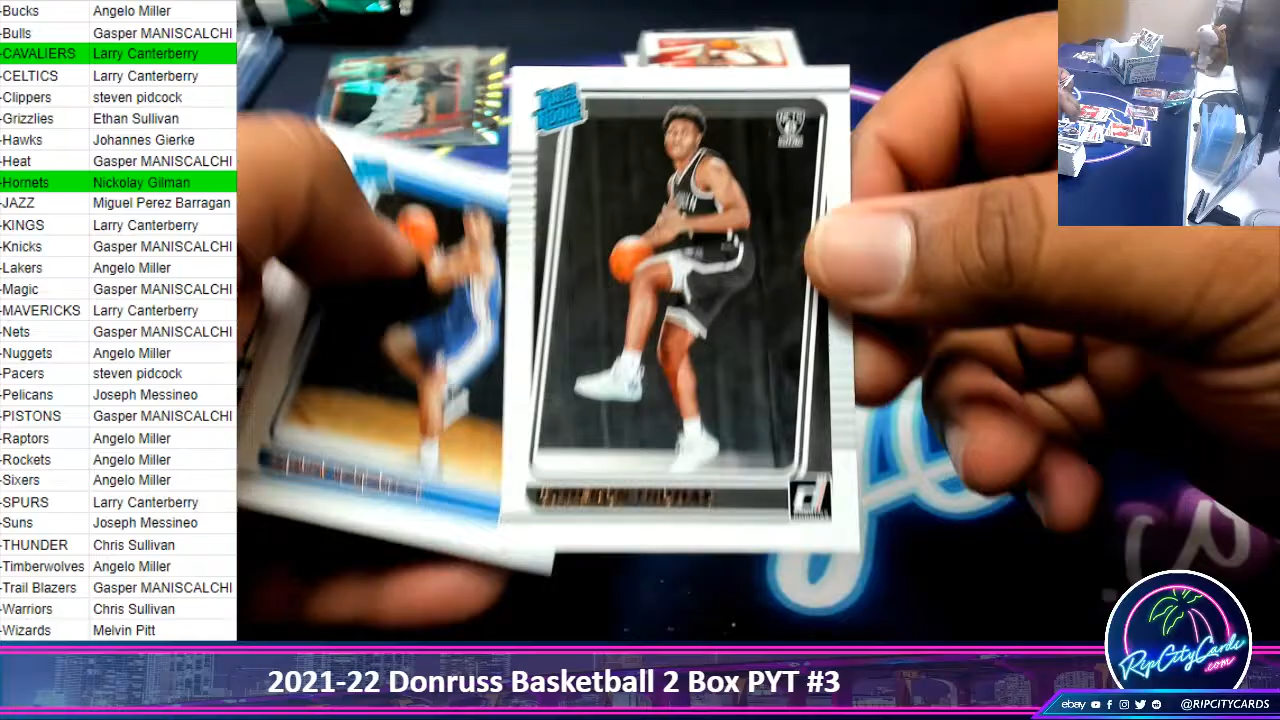 -Bucks Angelo Miller
-Bulls Gasper MANISCALCHI
-CAVALIERS Larry Canterberry
-CELTICS Larry Canterberry
-Clippers steven pidcock
-Grizzlies Ethan Sullivan
-Hawks Johannes Gierke
-Heat Gasper MANISCALCHI
-Hornets Nickolay Gilman
-JAZZ Miguel Perez Barragan
-KINGS Larry Canterberry
-Knicks Gasper MANISCALCHI
-Lakers Angelo Miller
-Magic Gasper MANISCALCHI
-MAVERICKS Larry Canterberry
-Nets Gasper MANISCALCHI
-Nuggets Angelo Miller
-Pacers steven pidcock
-Pelicans Joseph Messineo
-PISTONS Gasper MANISCALCHI
-Raptors Angelo Miller
-Rockets Angelo Miller
-Sixers Angelo Miller
-SPURS Larry Canterberry
-Suns Joseph Messineo
-THUNDER Chris Sullivan
-Timberwolves Angelo Miller
-Trail Blazers Gasper MANISCALCHI
-Warriors Chris Sullivan
-Wizards Melvin Pitt
RATED ROOKIE
NETS
2021-22 Donruss Basketball 2 Box PYT #3
RipCityCards
.com
ebay @RIPCITYCARDS